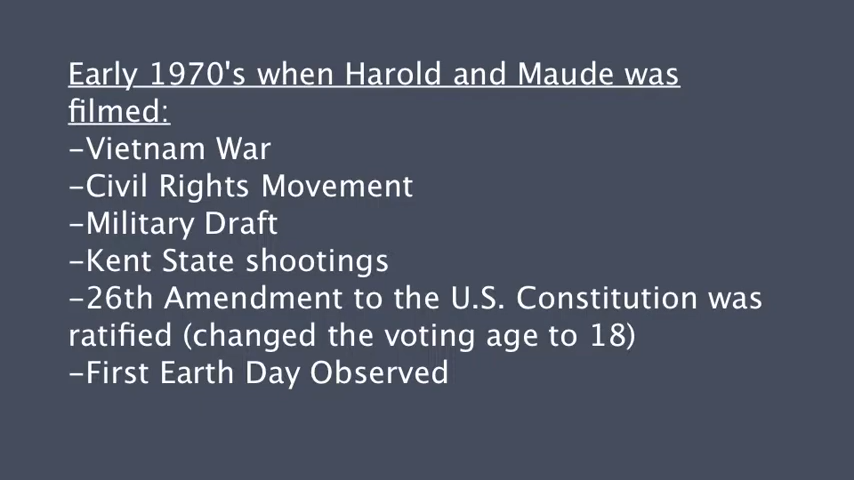 Early 1970's when Harold and Maude was
filmed:
-Vietnam War
-Civil Rights Movement
-Military Draft
-Kent State shootings
-26th Amendment to the U.S. Constitution was
ratified (changed the voting age to 18)
-First Earth Day Observed